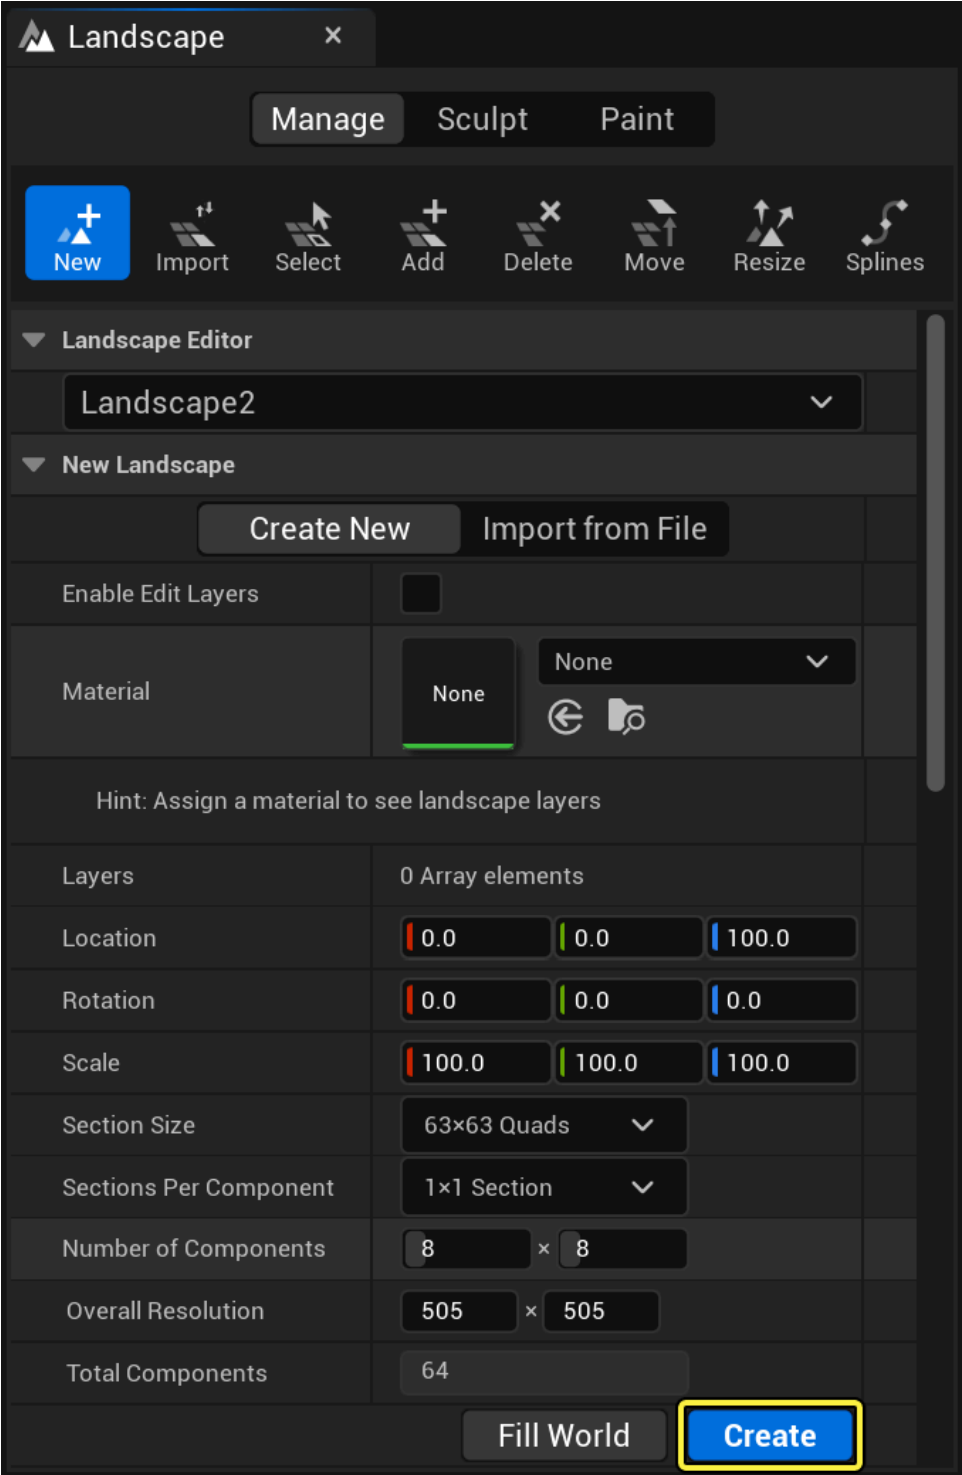 Landscape ×
Manage Sculpt Paint
New Import Select Add Delete Move Resize Splines
Landscape Editor
Landscape2
New Landscape
Create New Import from File
Enable Edit Layers
None
Material None
Hint: Assign a material to see landscape layers
Layers 0 Array elements
Location 0.0 0.0 100.0
Rotation 0.0 0.0 0.0
Scale 100.0 100.0 100.0
Section Size 63×63 Quads
Sections Per Component 1×1 Section
Number of Components 8 × 8
Overall Resolution 505 × 505
Total Components 64
Fill World Create